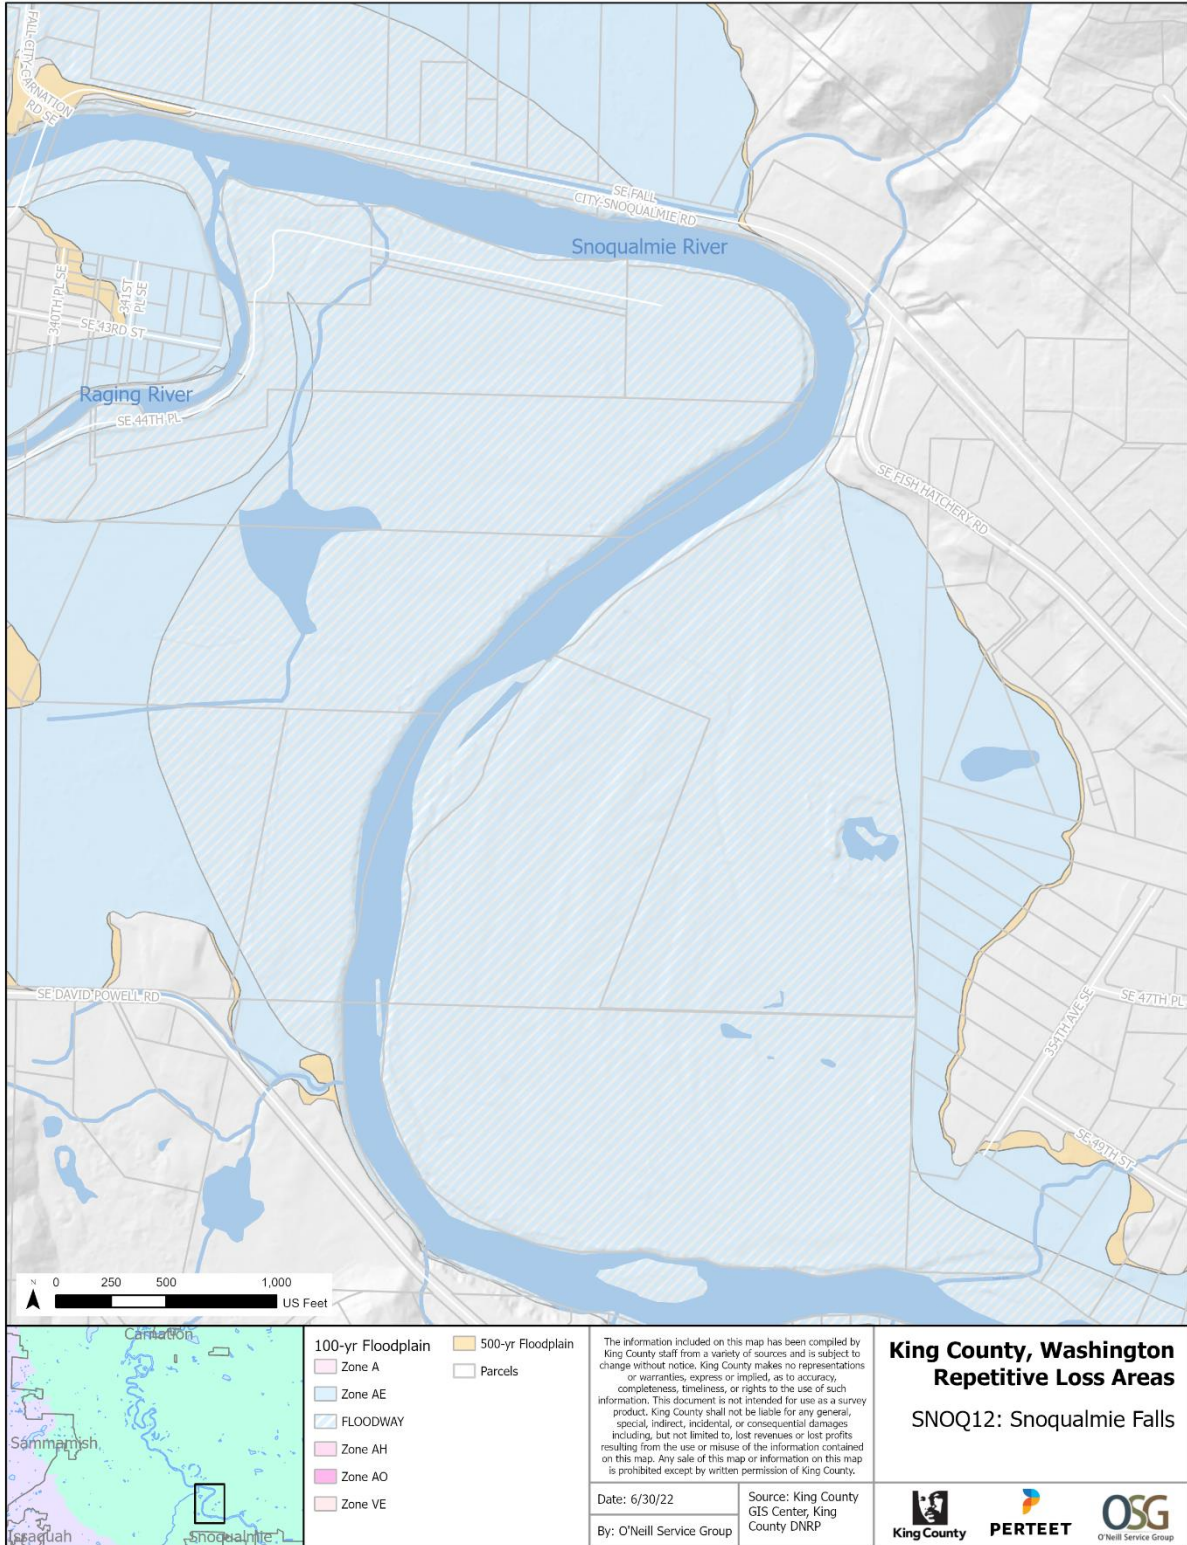 FALL-CITY-CARNATION
RD SE
SE FALL
CITY-SNOQUALMIE RD
Snoqualmie River
340TH PL SE
341ST
PL SE
SE 43RD ST
Raging River
SE 44TH PL
SE FISH HATCHERY RD
SE DAVID POWELL RD
SE 47TH PL
354TH AVE SE
SE 49TH ST
N 0 250 500 1,000
US Feet
Carnation
Sammamish
Issaquah
Snoqualmie
100-yr Floodplain
Zone A
Zone AE
FLOODWAY
Zone AH
Zone AO
Zone VE
500-yr Floodplain
Parcels
The information included on this map has been compiled by
King County staff from a variety of sources and is subject to
change without notice. King County makes no representations
or warranties, express or implied, as to accuracy,
completeness, timeliness, or rights to the use of such
information. This document is not intended for use as a survey
product. King County shall not be liable for any general,
special, indirect, incidental, or consequential damages
including, but not limited to, lost revenues or lost profits
resulting from the use or misuse of the information contained
on this map. Any sale of this map or information on this map
is prohibited except by written permission of King County.
Date: 6/30/22
By: O'Neill Service Group
Source: King County
GIS Center, King
County DNRP
King County, Washington
Repetitive Loss Areas
SNOQ12: Snoqualmie Falls
King County
PERTEET
OSG
O'Neill Service Group